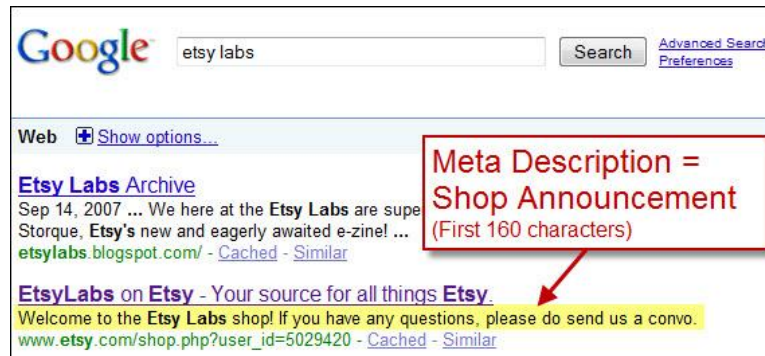 Google etsy labs Search Advanced Search
Preferences
Web Show options...
Meta Description =
Shop Announcement
(First 160 characters)
Etsy Labs Archive
Sep 14, 2007 ... We here at the Etsy Labs are
Storque, Etsy's new and eagerly awaited e-zine! ...
etsylabs.blogspot.com/ - Cached - Similar
EtsyLabs on Etsy - Your source for all things Etsy.
Welcome to the Etsy Labs shop! If you have any questions, please do send us a convo.
www.etsy.com/shop.php?user_id=5029420 - Cached - Similar